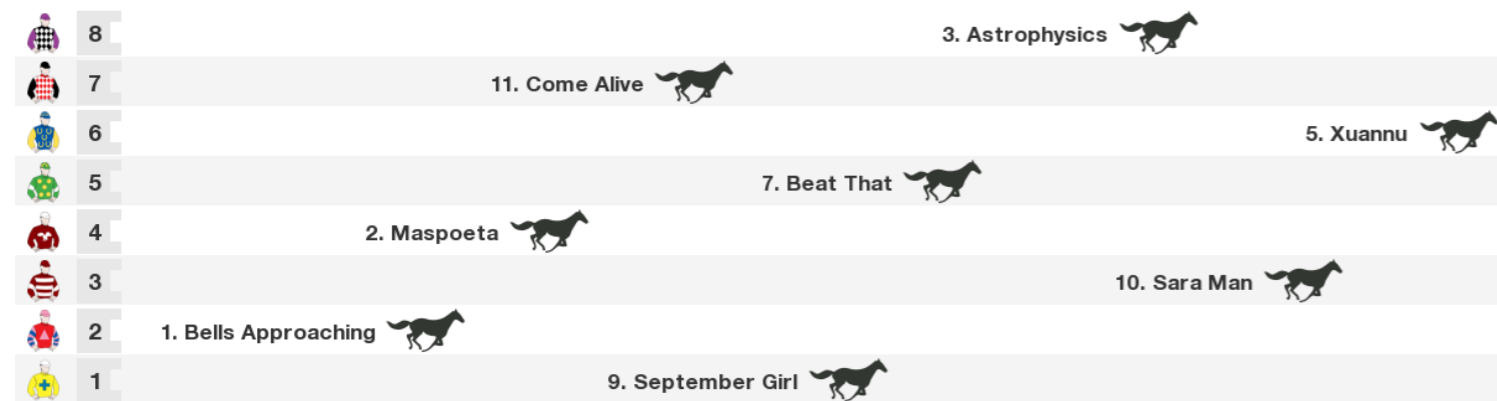 8 3. Astrophysics
7 11. Come Alive
6 5. Xuannu
5 7. Beat That
4 2. Maspoeta
3 10. Sara Man
2 1. Bells Approaching
1 9. September Girl